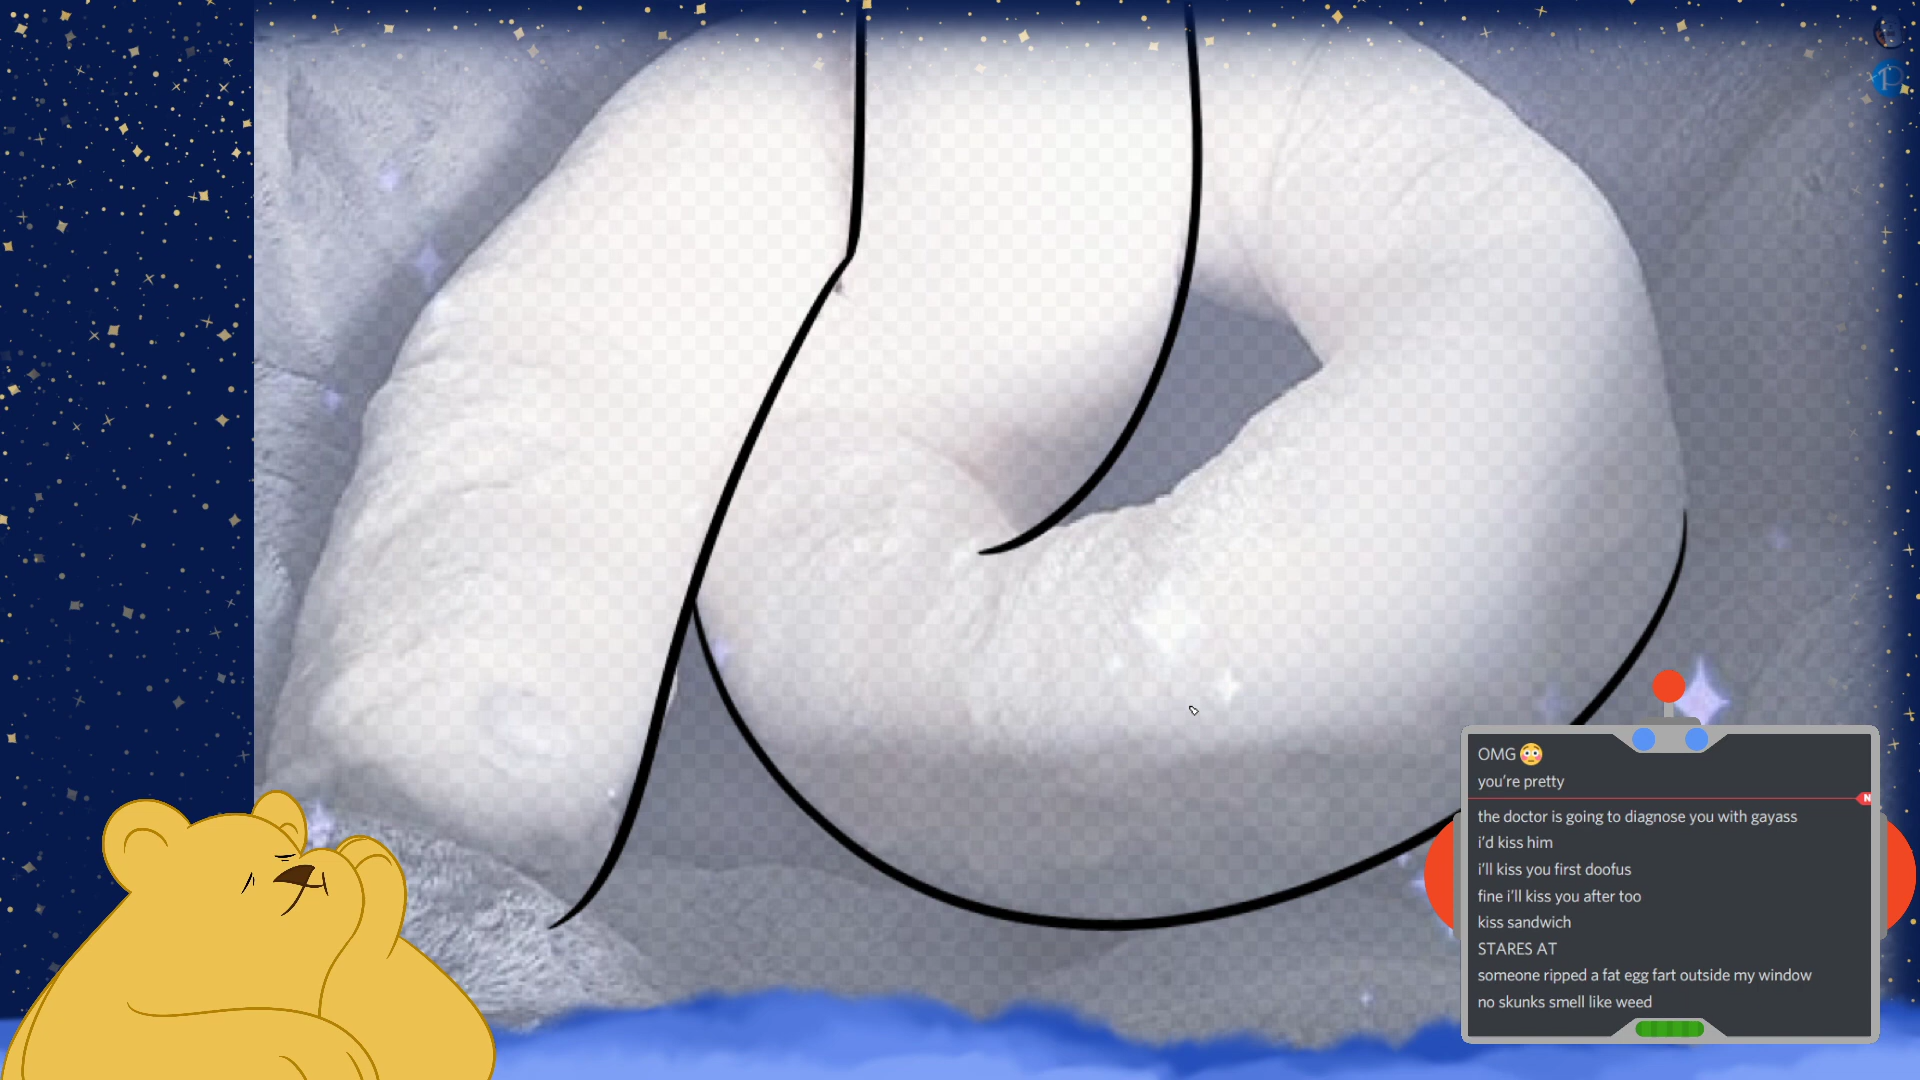 OMG 😳
you're pretty
N
the doctor is going to diagnose you with gayass
i'd kiss him
i'll kiss you first doofus
fine i'll kiss you after too
kiss sandwich
STARES AT
someone ripped a fat egg fart outside my window
no skunks smell like weed